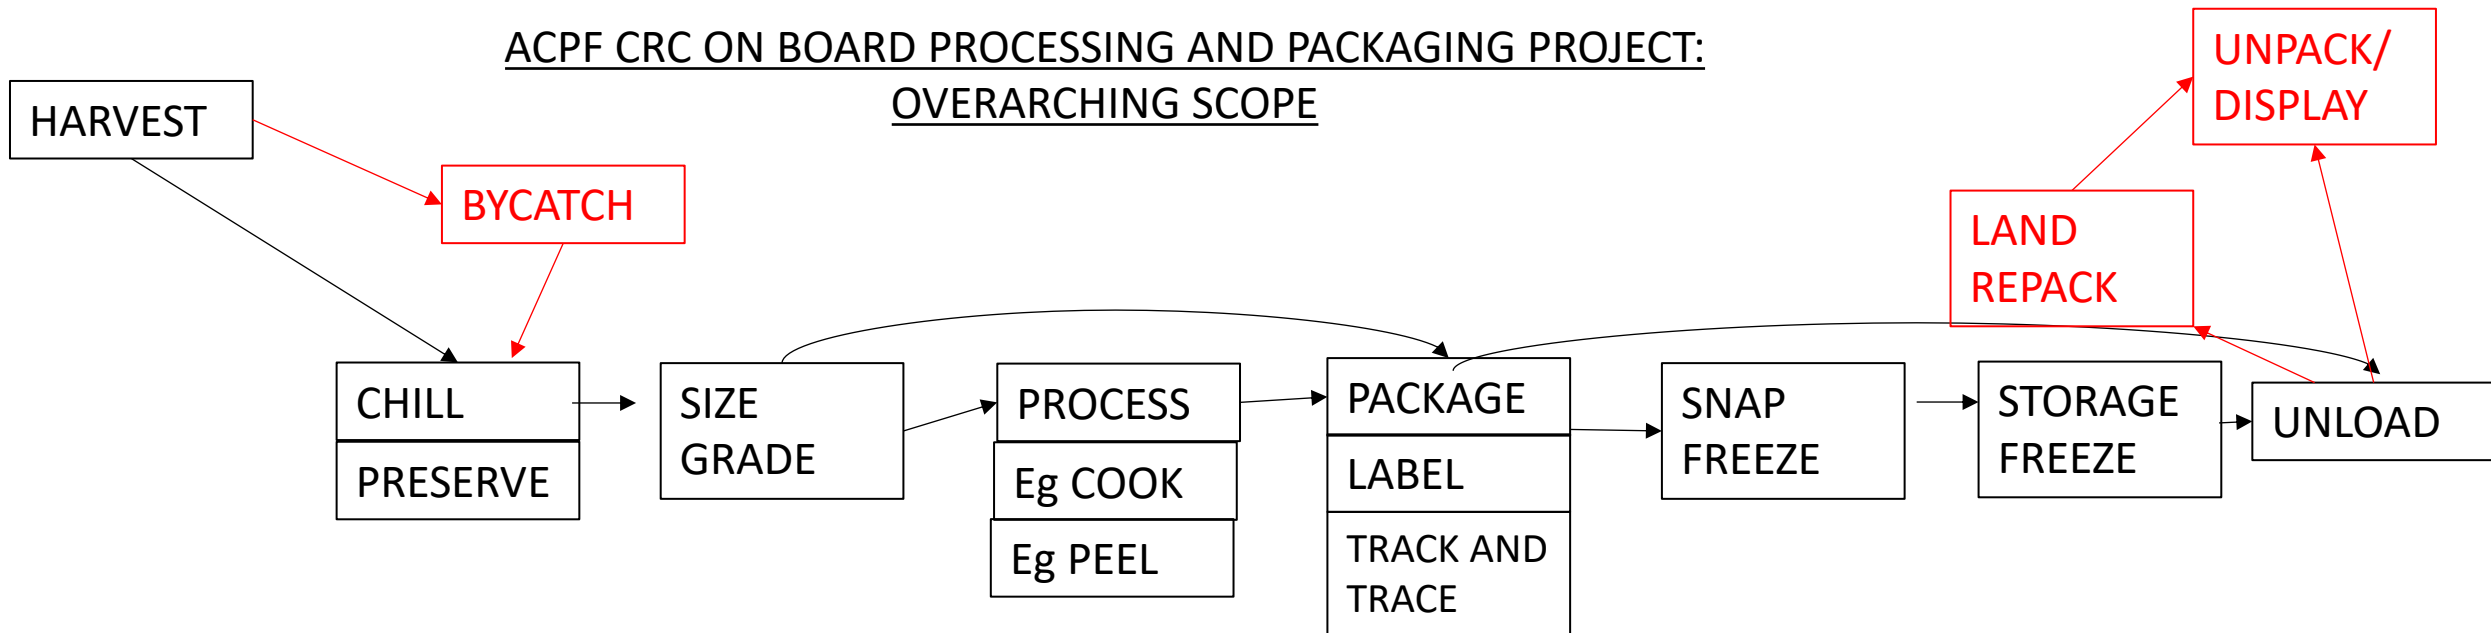 ACPF CRC ON BOARD PROCESSING AND PACKAGING PROJECT:
OVERARCHING SCOPE
HARVEST
BYCATCH
UNPACK/
DISPLAY
LAND
REPACK
CHILL
PRESERVE
SIZE
GRADE
PROCESS
Eg COOK
Eg PEEL
PACKAGE
LABEL
TRACK AND
TRACE
SNAP
FREEZE
STORAGE
FREEZE
UNLOAD